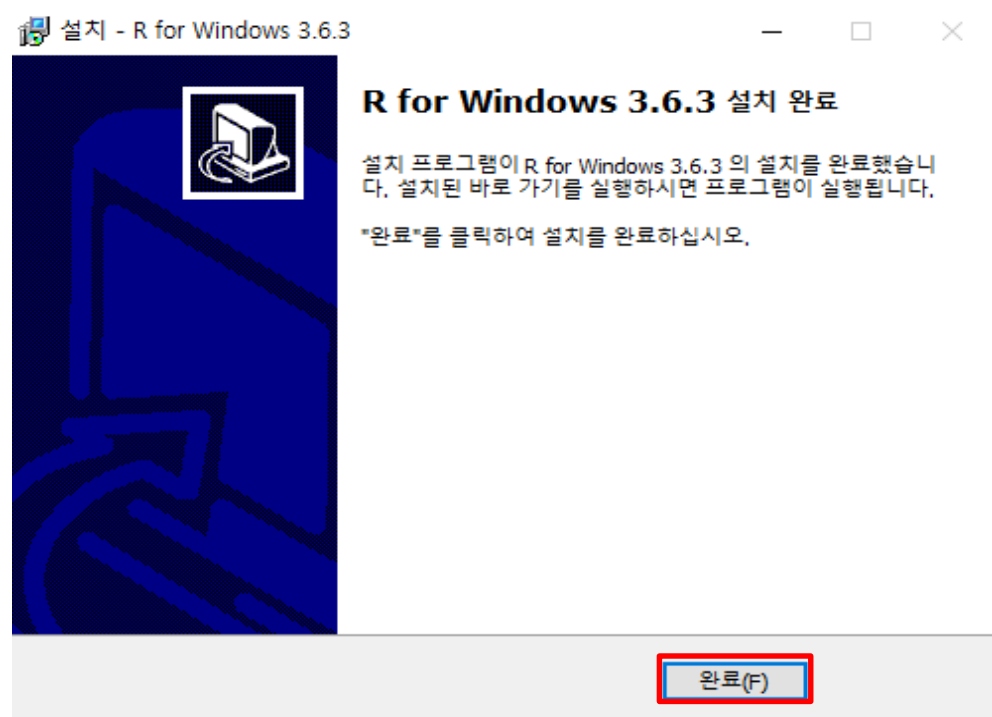 설치 - R for Windows 3.6.3
R for Windows 3.6.3 설치 완료
설치 프로그램이 R for Windows 3.6.3 의 설치를 완료했습니
다. 설치된 바로 가기를 실행하시면 프로그램이 실행됩니다.
"완료"를 클릭하여 설치를 완료하십시오.
완료(F)